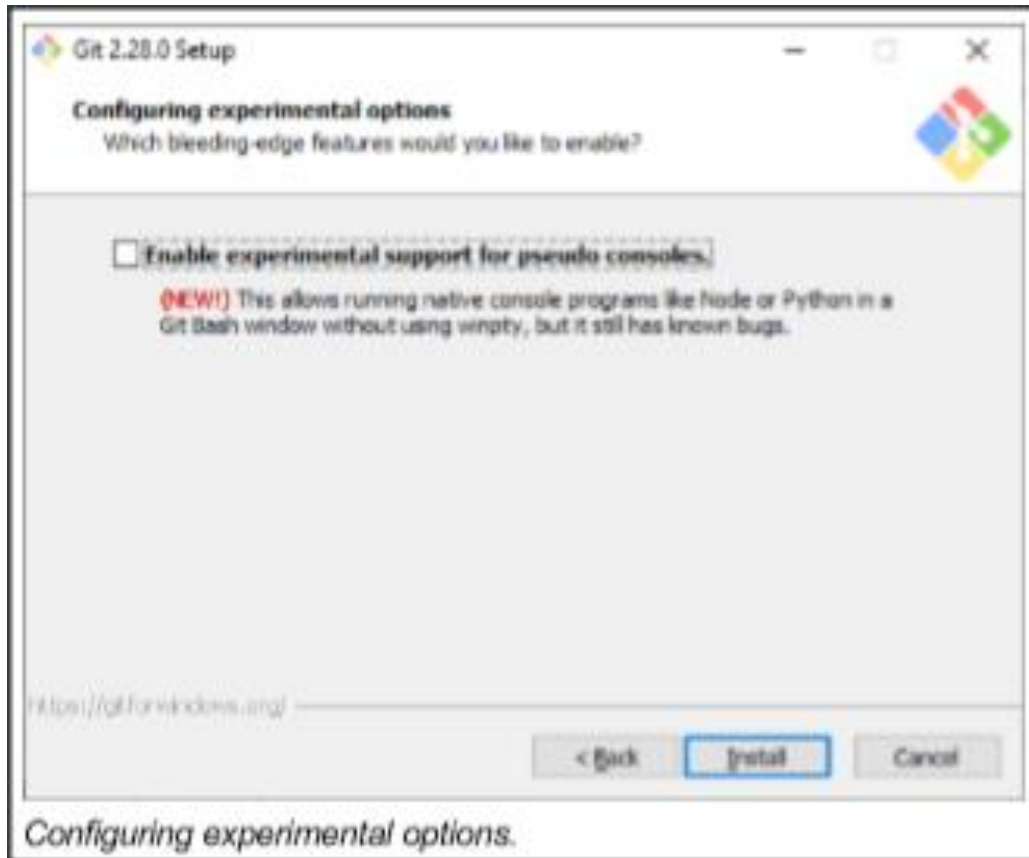 Git 2.28.0 Setup
Configuring experimental options
Which bleeding-edge features would you like to enable?
Enable experimental support for pseudo consoles.
(NEW!) This allows running native console programs like Node or Python in a
Git Bash window without using winpty, but it still has known bugs.
https://gitforwindows.org/
< Back Install Cancel
Configuring experimental options.